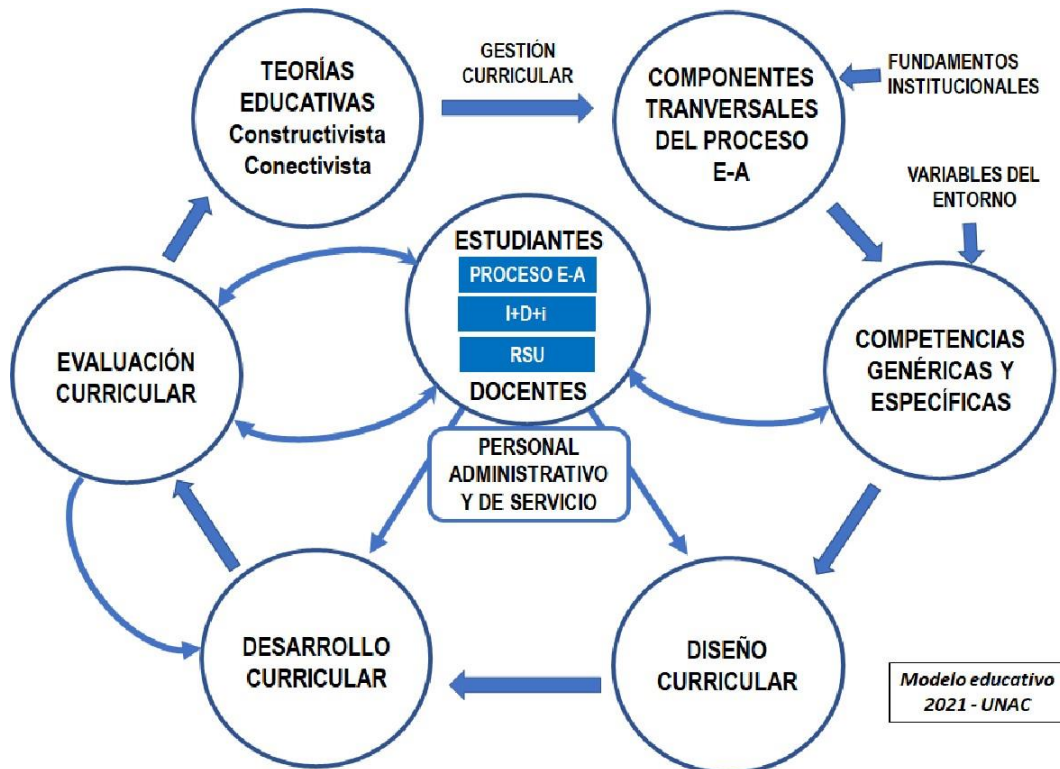 TEORÍAS
EDUCATIVAS
Constructivista
Conectivista
GESTIÓN
CURRICULAR
COMPONENTES
TRANVERSALES
DEL PROCESO
E-A
FUNDAMENTOS
INSTITUCIONALES
VARIABLES DEL
ENTORNO
ESTUDIANTES
PROCESO E-A
I+D+i
RSU
DOCENTES
PERSONAL
ADMINISTRATIVO
Y DE SERVICIO
EVALUACIÓN
CURRICULAR
COMPETENCIAS
GENÉRICAS Y
ESPECÍFICAS
DESARROLLO
CURRICULAR
DISEÑO
CURRICULAR
Modelo educativo
2021 - UNAC